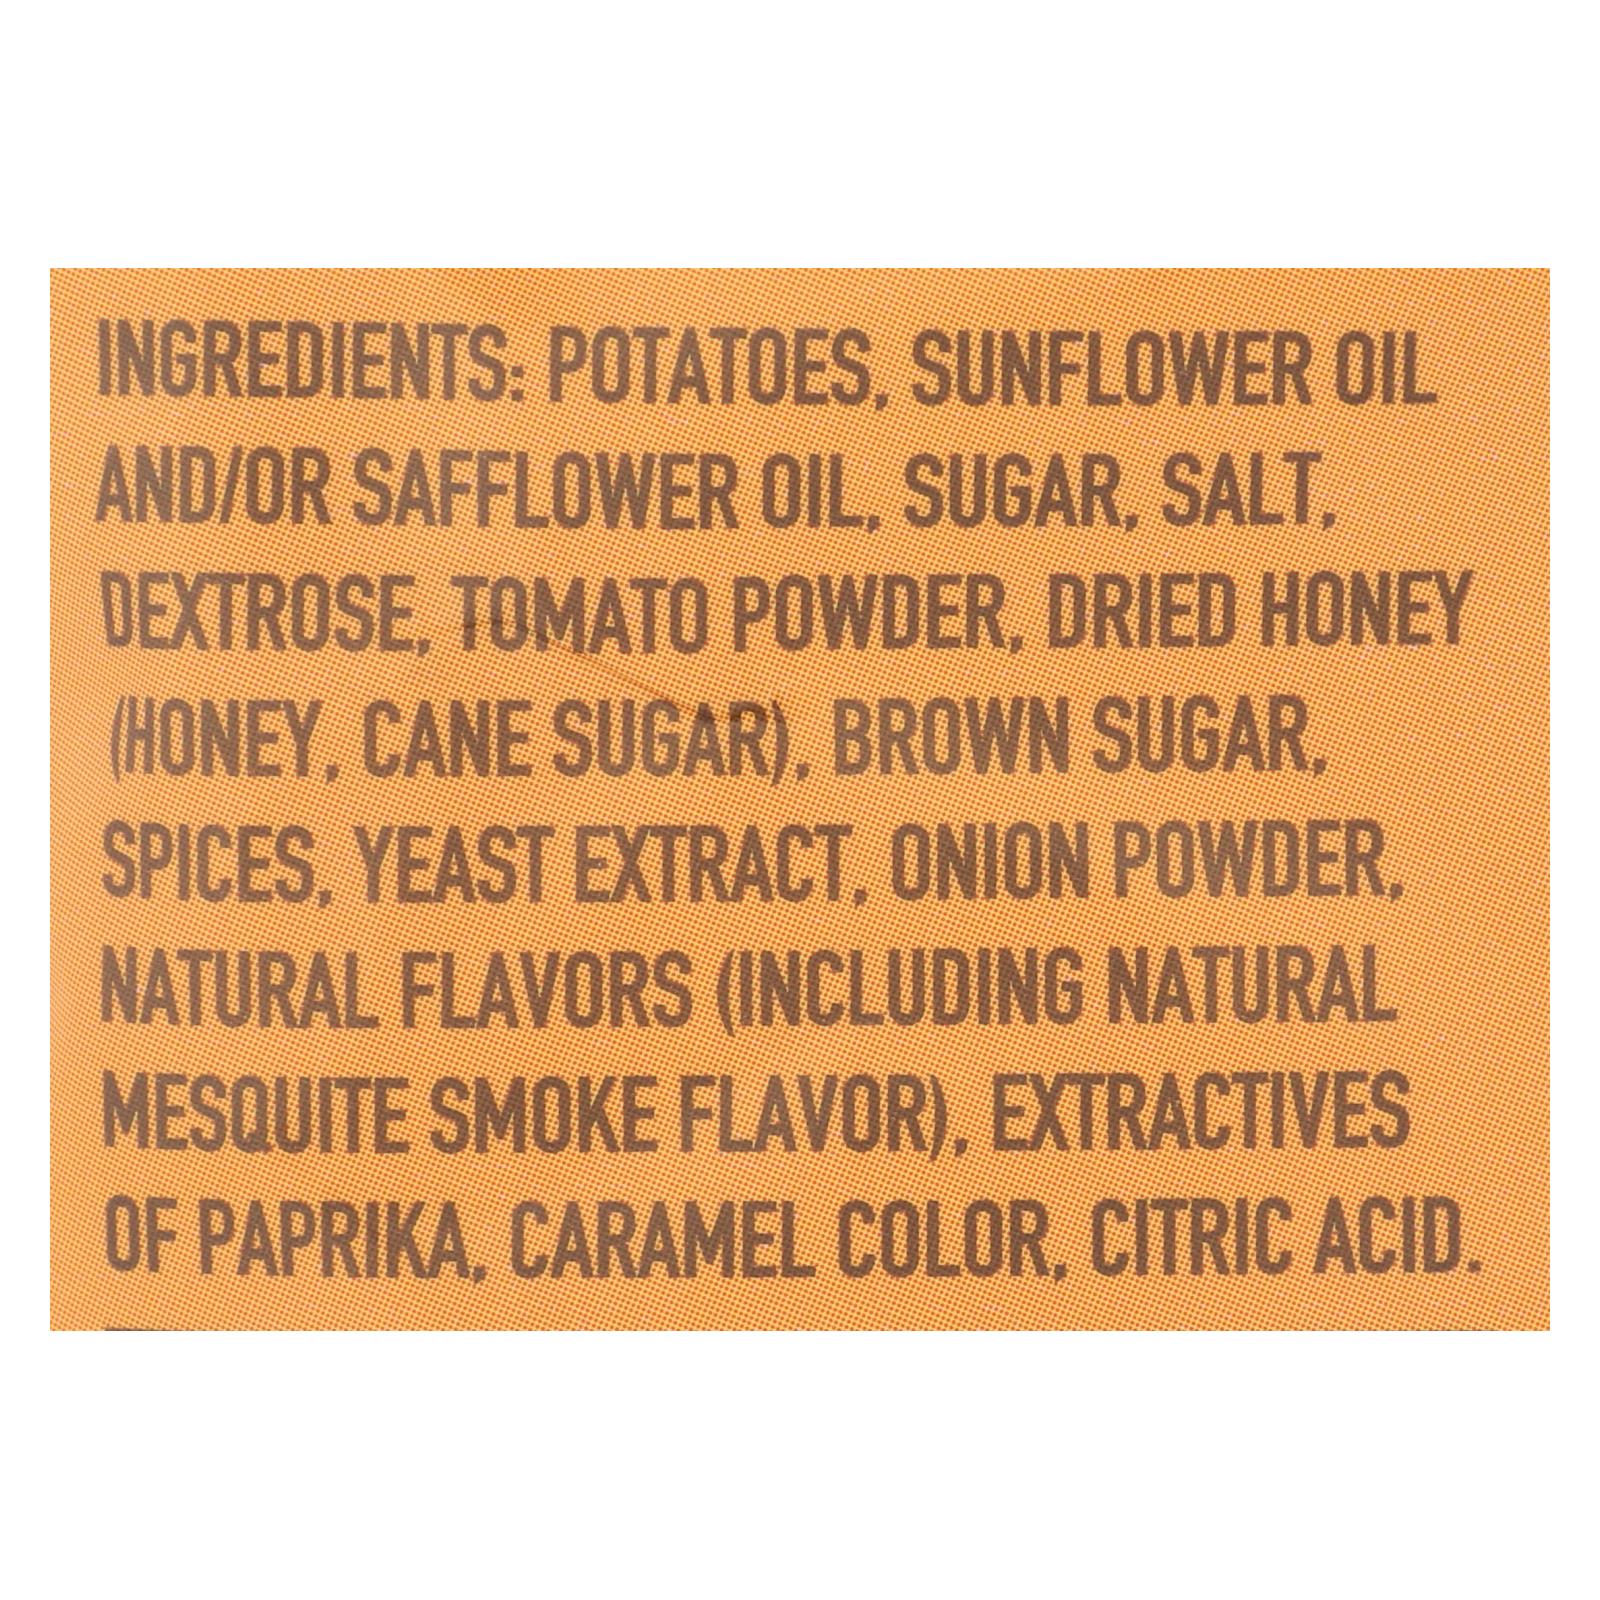 INGREDIENTS: POTATOES, SUNFLOWER OIL
AND/OR SAFFLOWER OIL, SUGAR, SALT,
DEXTROSE, TOMATO POWDER, DRIED HONEY
(HONEY, CANE SUGAR), BROWN SUGAR,
SPICES, YEAST EXTRACT, ONION POWDER,
NATURAL FLAVORS (INCLUDING NATURAL
MESQUITE SMOKE FLAVOR), EXTRACTIVES
OF PAPRIKA, CARAMEL COLOR, CITRIC ACID.